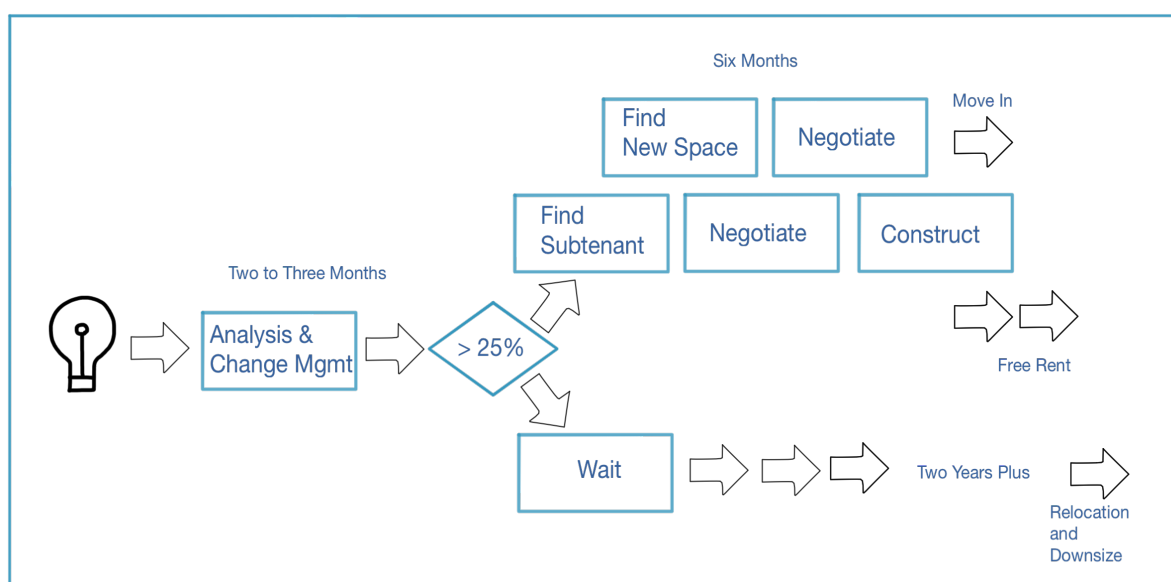 Six Months
Find
New Space
Negotiate
Move In
Find
Subtenant
Negotiate
Construct
Two to Three Months
Analysis &
Change Mgmt
> 25%
Free Rent
Wait
Two Years Plus
Relocation
and
Downsize